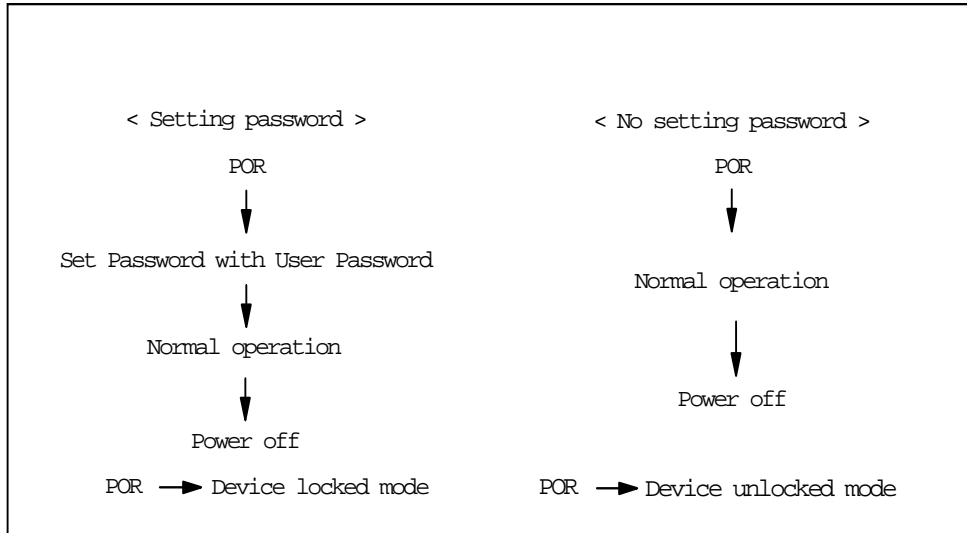 < Setting password >
POR
Set Password with User Password
Normal operation
Power off
POR Device locked mode
< No setting password >
POR
Normal operation
Power off
POR Device unlocked mode